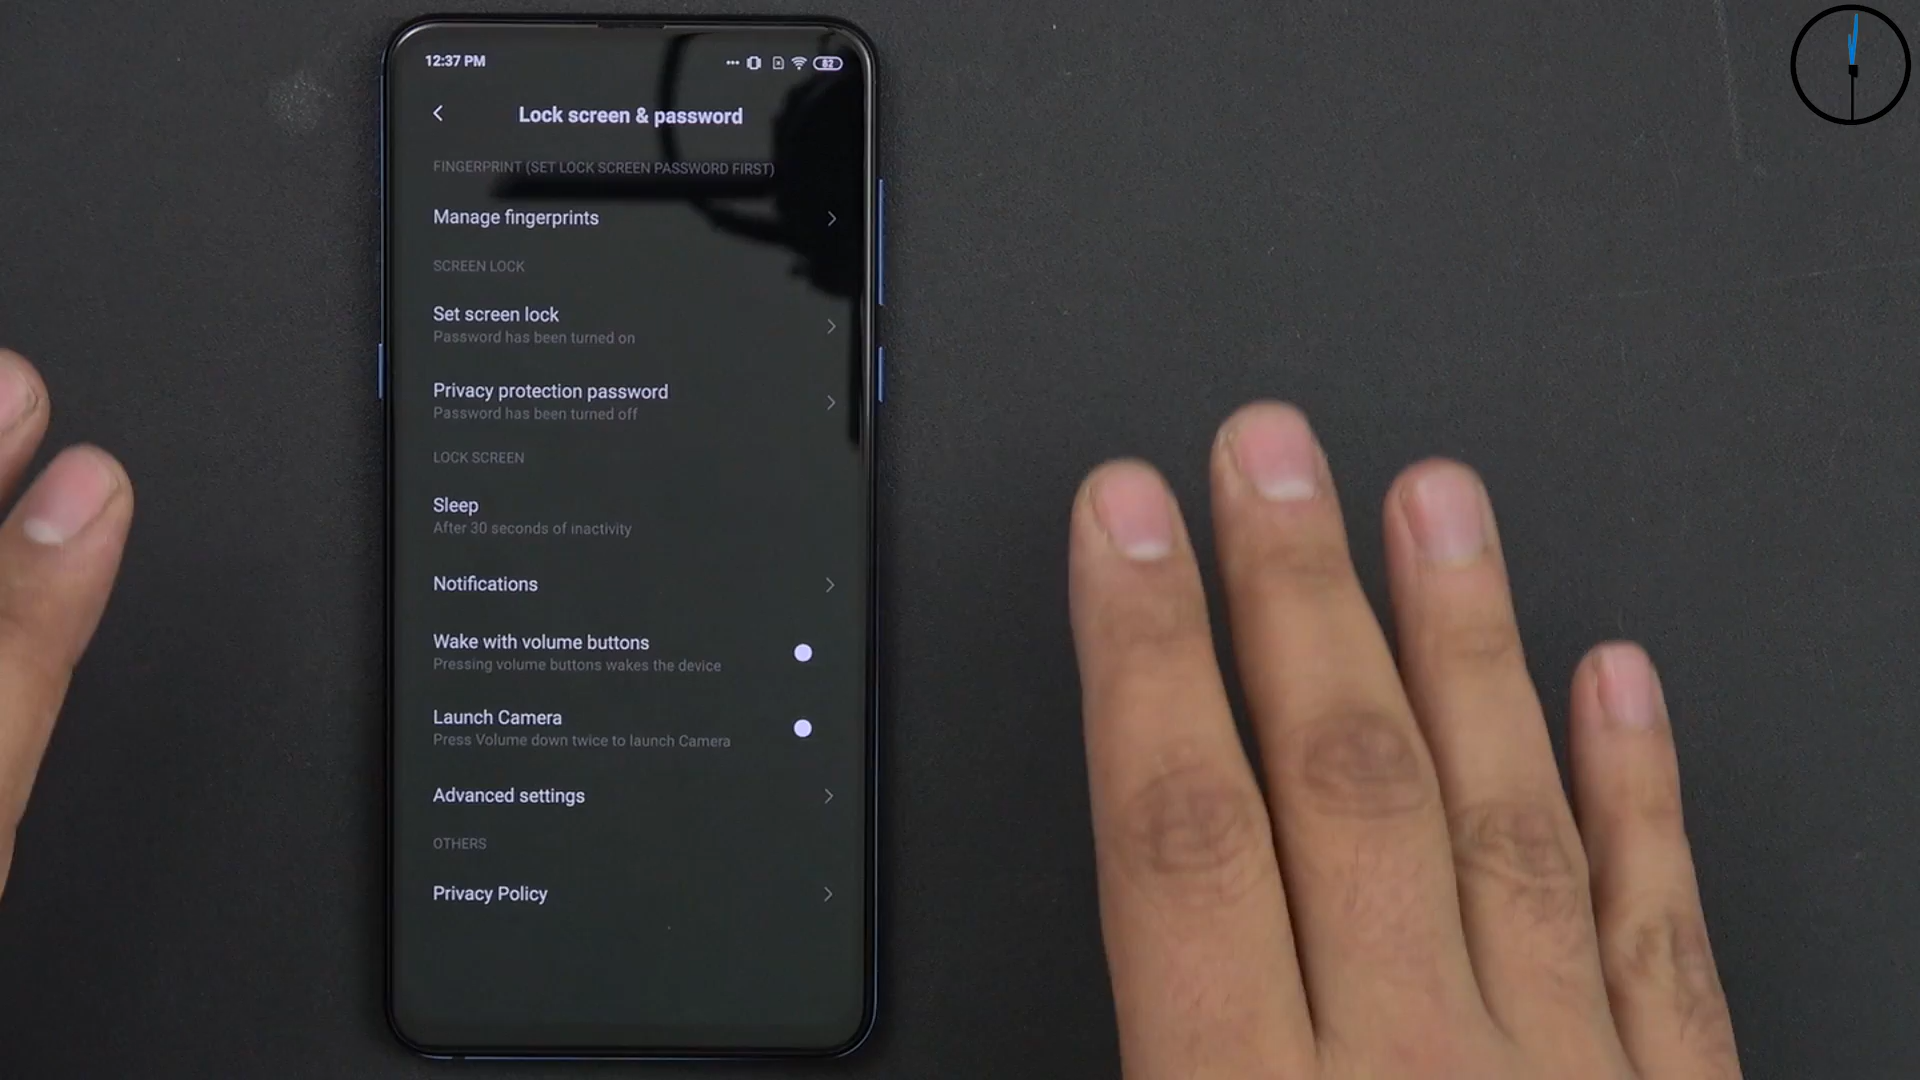 12:37 PM
82
Lock screen & password
FINGERPRINT (SET LOCK SCREEN PASSWORD FIRST)
Manage fingerprints
SCREEN LOCK
Set screen lock
Password has been turned on
Privacy protection password
Password has been turned off
LOCK SCREEN
Sleep
After 30 seconds of inactivity
Notifications
Wake with volume buttons
Pressing volume buttons wakes the device
Launch Camera
Press Volume down twice to launch Camera
Advanced settings
OTHERS
Privacy Policy